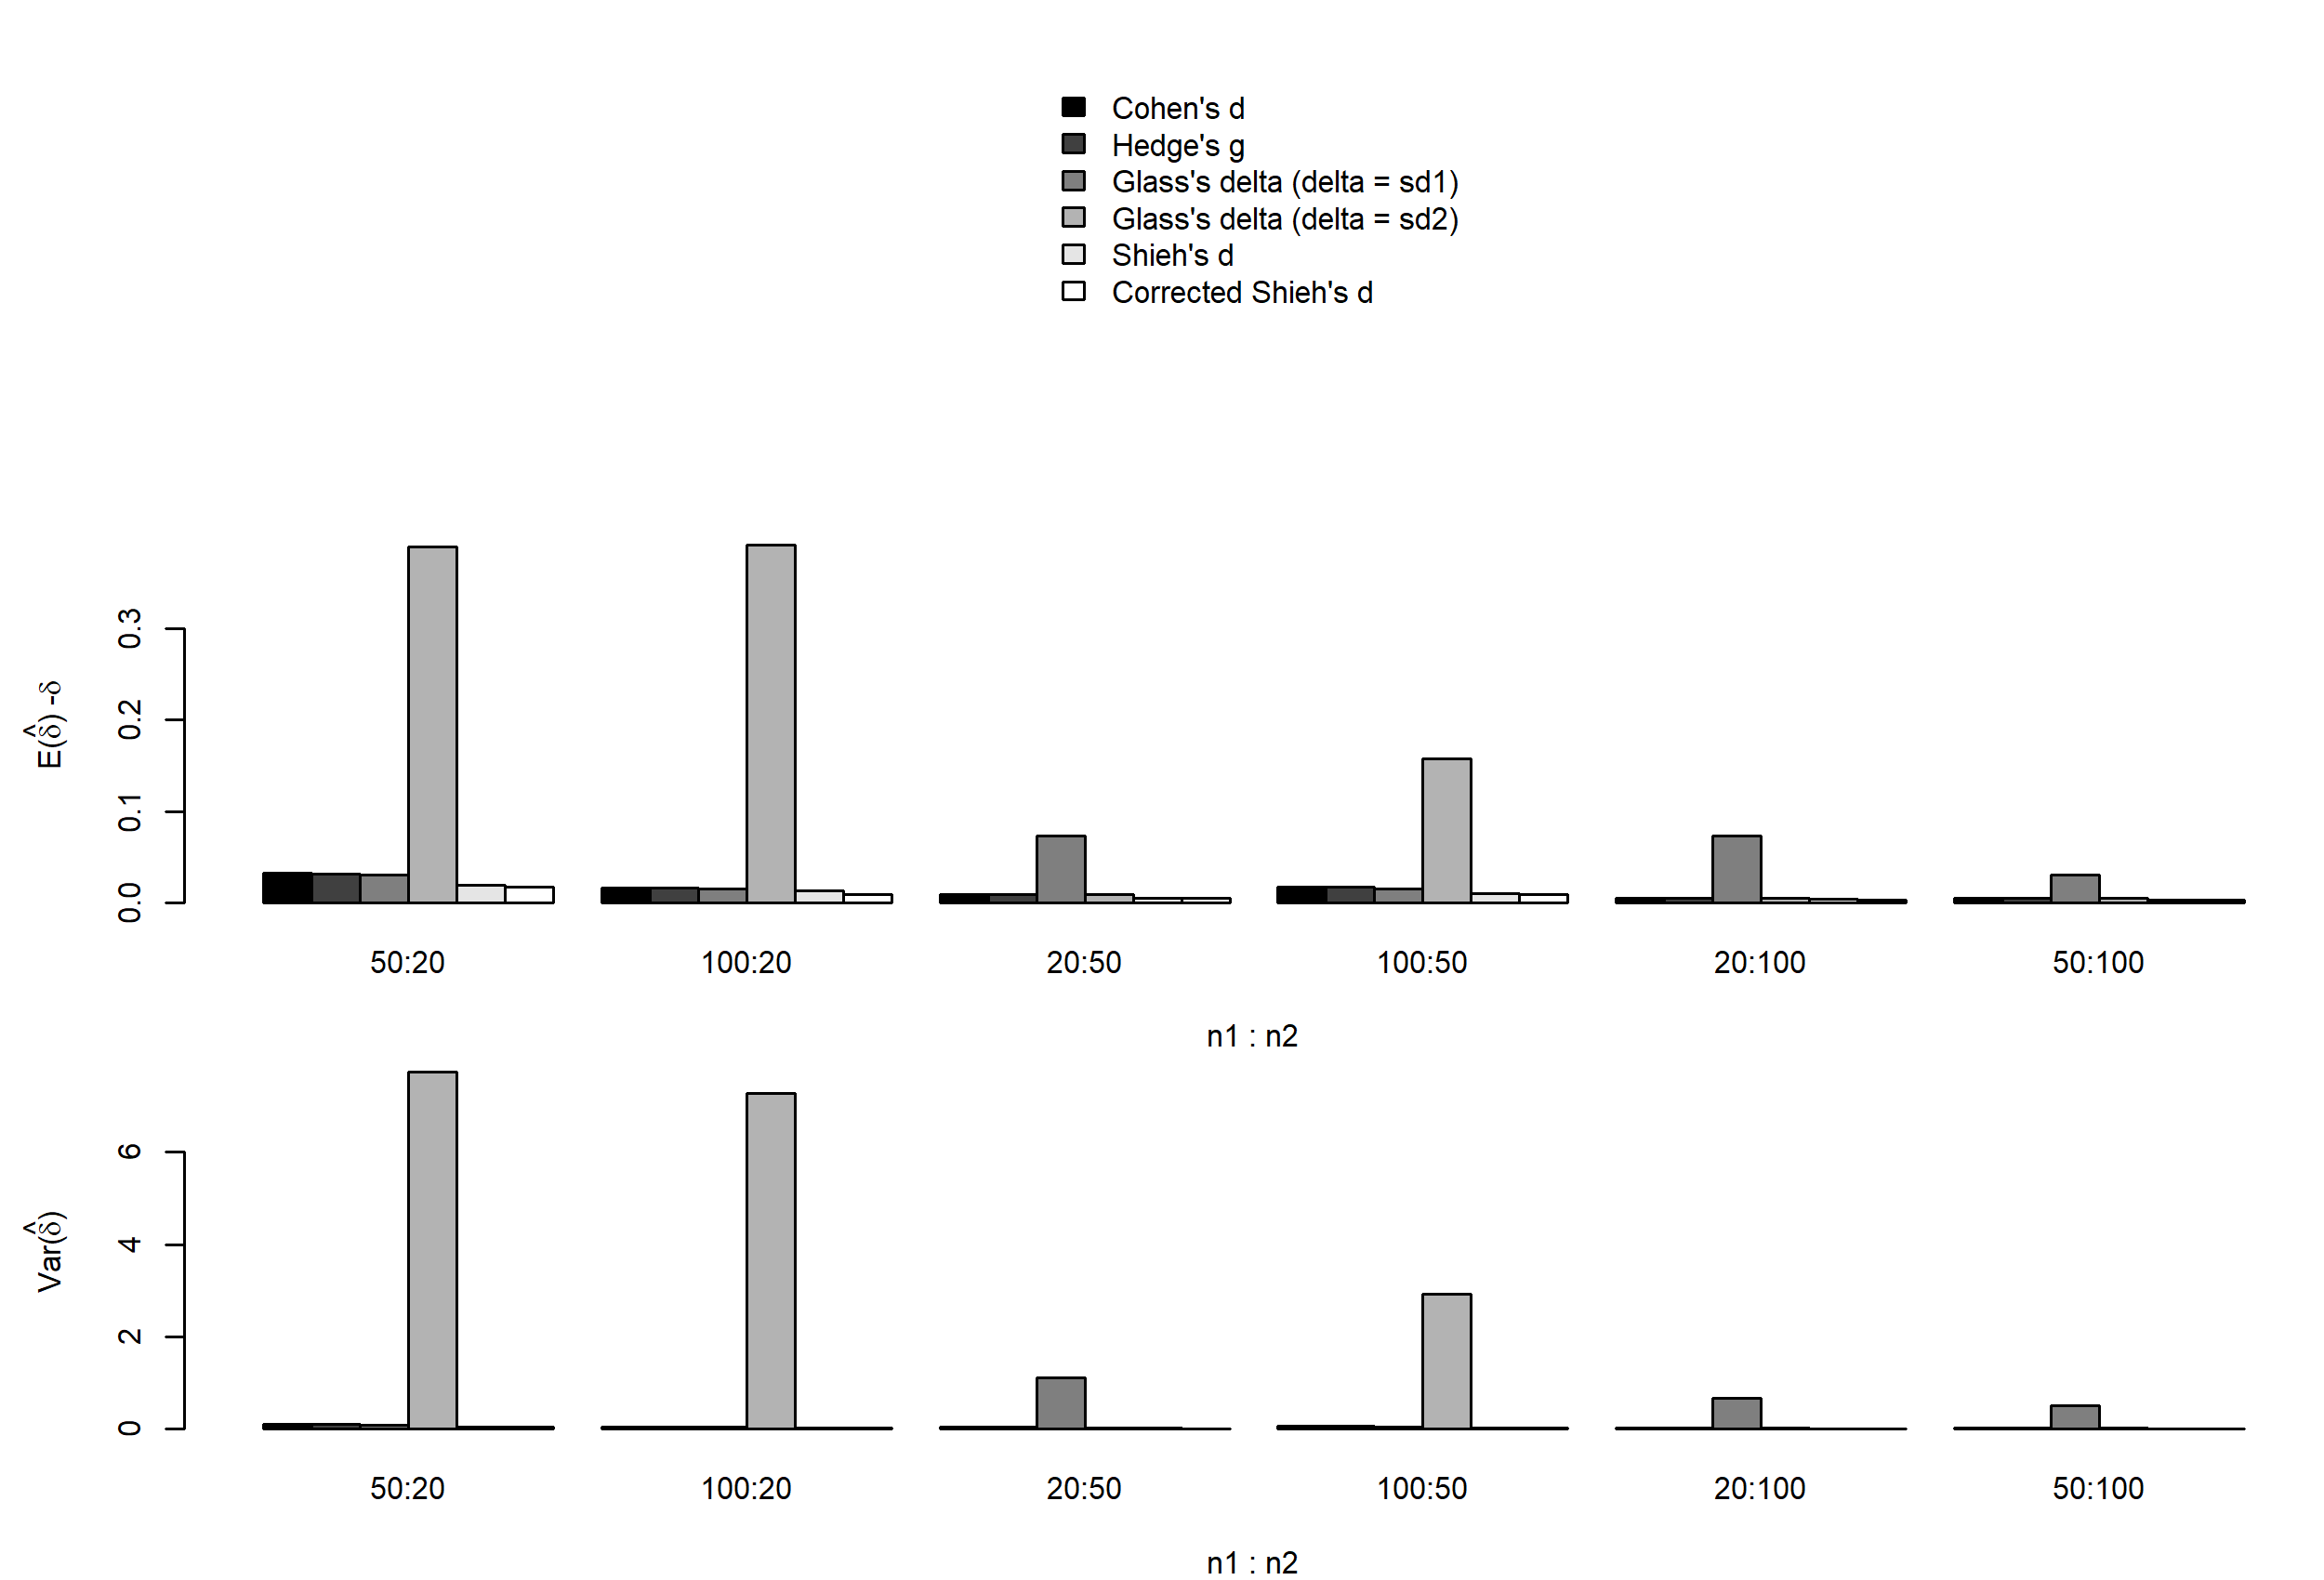 Cohen's d
Hedge's g
Glass's delta (delta = sd1)
Glass's delta (delta = sd2)
Shieh's d
Corrected Shieh's d
E(δ̂) -δ
0.0 0.1 0.2 0.3
50:20 100:20 20:50 100:50 20:100 50:100
n1 : n2
Var(δ̂)
0 2 4 6
50:20 100:20 20:50 100:50 20:100 50:100
n1 : n2